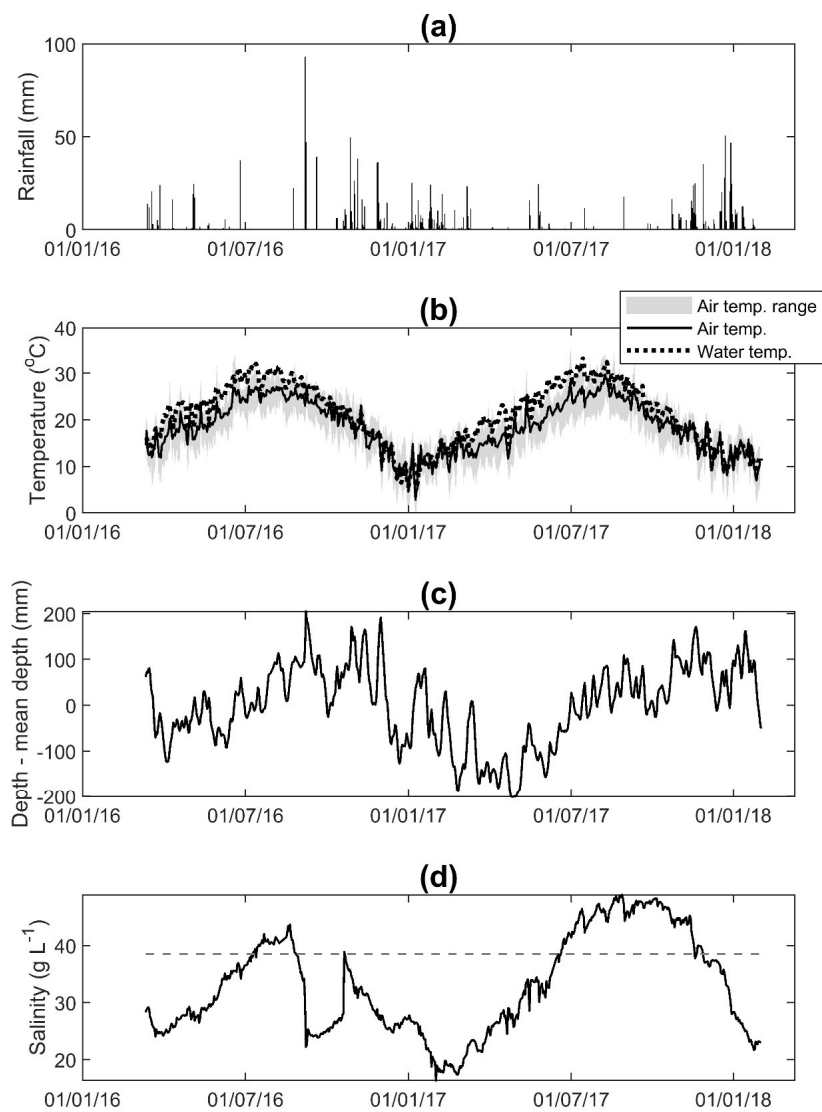 (a)
Rainfall (mm)
100
50
0
01/01/16 01/07/16 01/01/17 01/07/17 01/01/18
(b)
Air temp. range
Air temp.
Water temp.
Temperature (°C)
40
30
20
10
0
01/01/16 01/07/16 01/01/17 01/07/17 01/01/18
(c)
Depth - mean depth (mm)
200
100
0
-100
-200
01/01/16 01/07/16 01/01/17 01/07/17 01/01/18
(d)
Salinity (g L⁻¹)
40
30
20
01/01/16 01/07/16 01/01/17 01/07/17 01/01/18